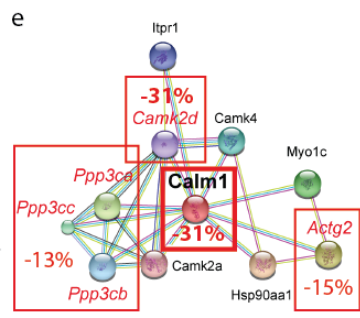 e
Itpr1
-31%
Camk2d
Camk4
Myo1c
Calm1
Ppp3ca
Ppp3cc
Actg2
-31%
-13%
Camk2a
Ppp3cb
Hsp90aa1
-15%